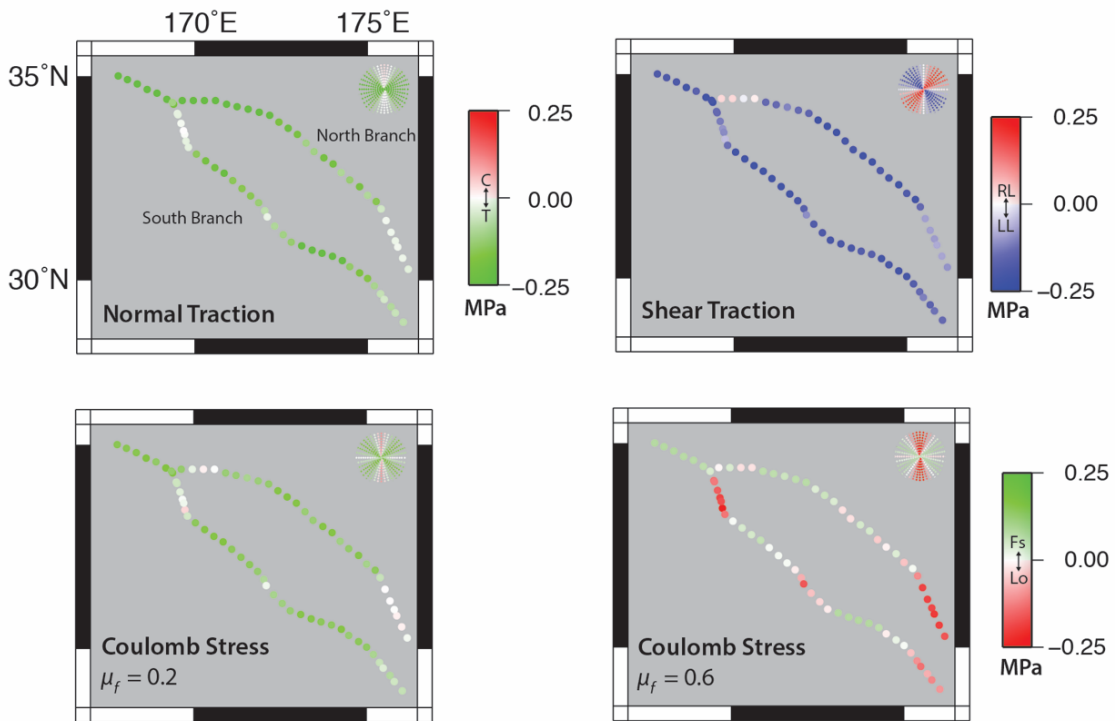 170˚E 175˚E
35˚N
30˚N
North Branch
South Branch
Normal Traction
0.25
C
0.00
T
−0.25
MPa
Shear Traction
0.25
RL
0.00
LL
−0.25
MPa
Coulomb Stress
μf = 0.2
Coulomb Stress
μf = 0.6
0.25
Fs
0.00
Lo
−0.25
MPa